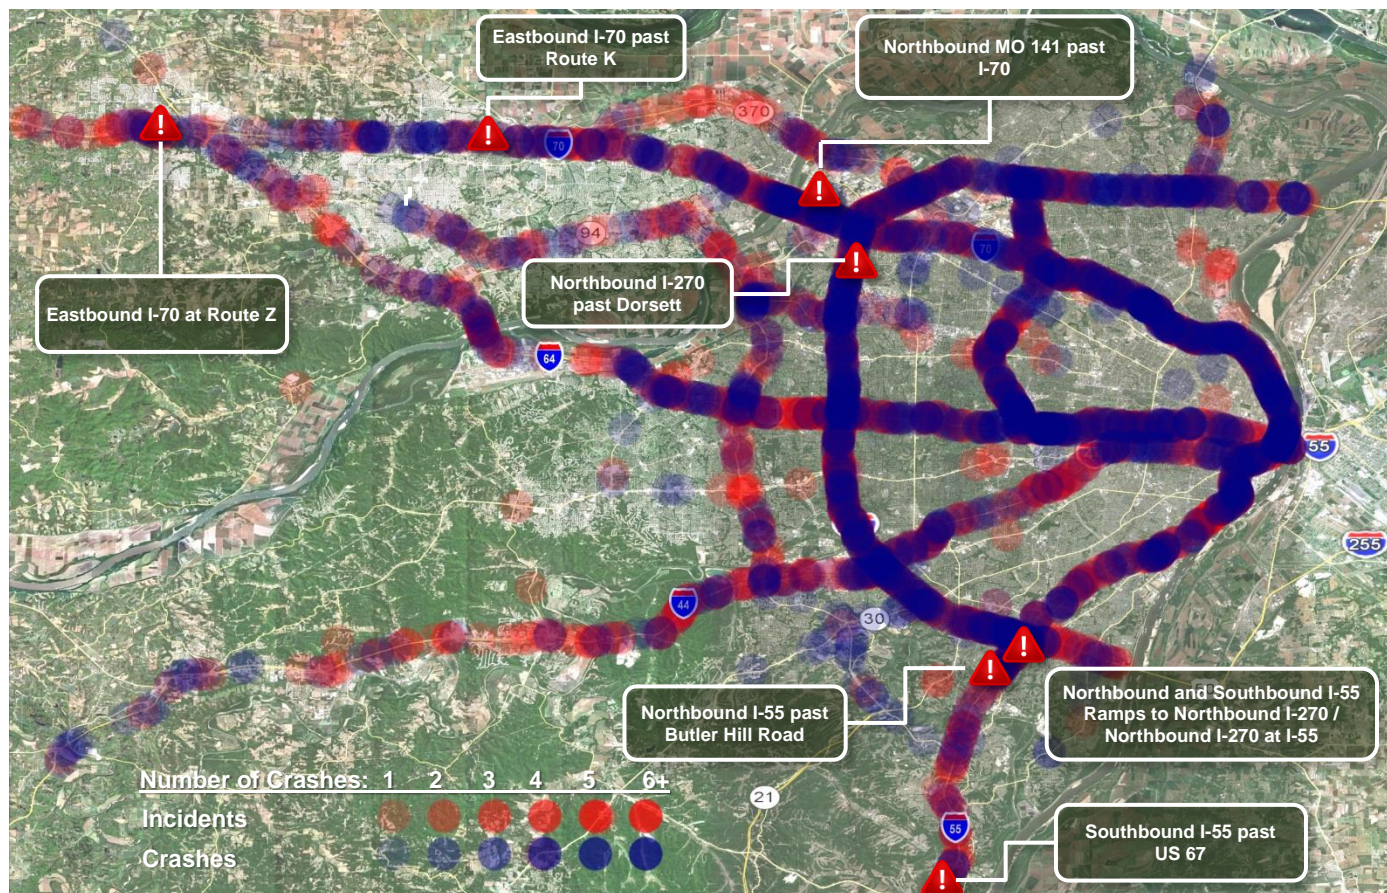 Eastbound I-70 past
Route K
Northbound MO 141 past
I-70
370
70
94
70
Northbound I-270
past Dorsett
Eastbound I-70 at Route Z
64
55
255
44
30
Northbound I-55 past
Butler Hill Road
Northbound and Southbound I-55
Ramps to Northbound I-270 /
Northbound I-270 at I-55
Number of Crashes: 1 2 3 4 5 6+
Incidents
Crashes
21
55
Southbound I-55 past
US 67